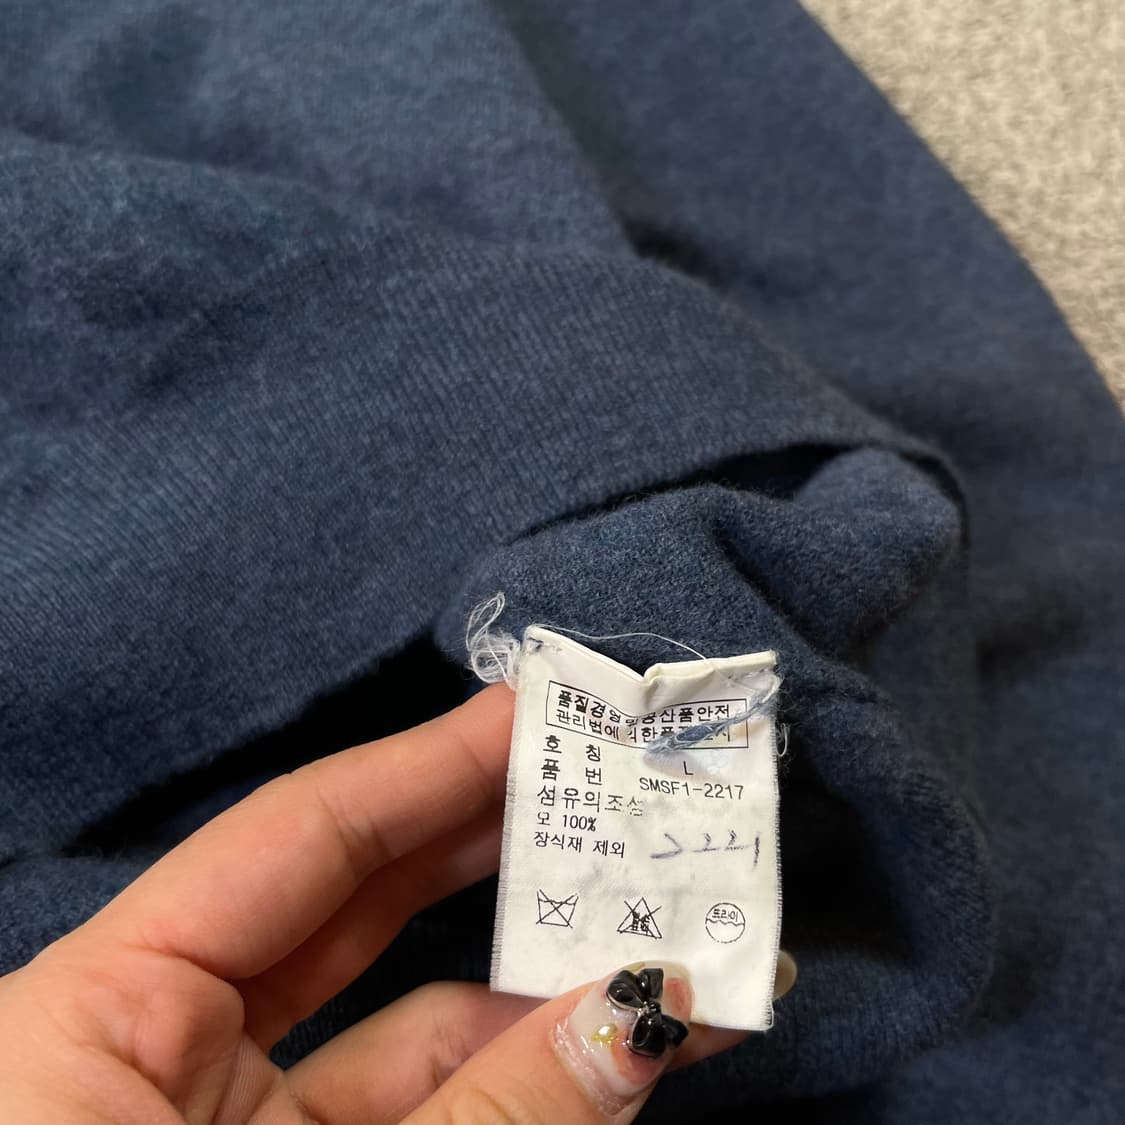 품질경영및공산품안전
관리법에 의한품질표시
호 칭 L
품 번 SMSF1-2217
섬유의조성
모 100%
장식재 제외
드라이